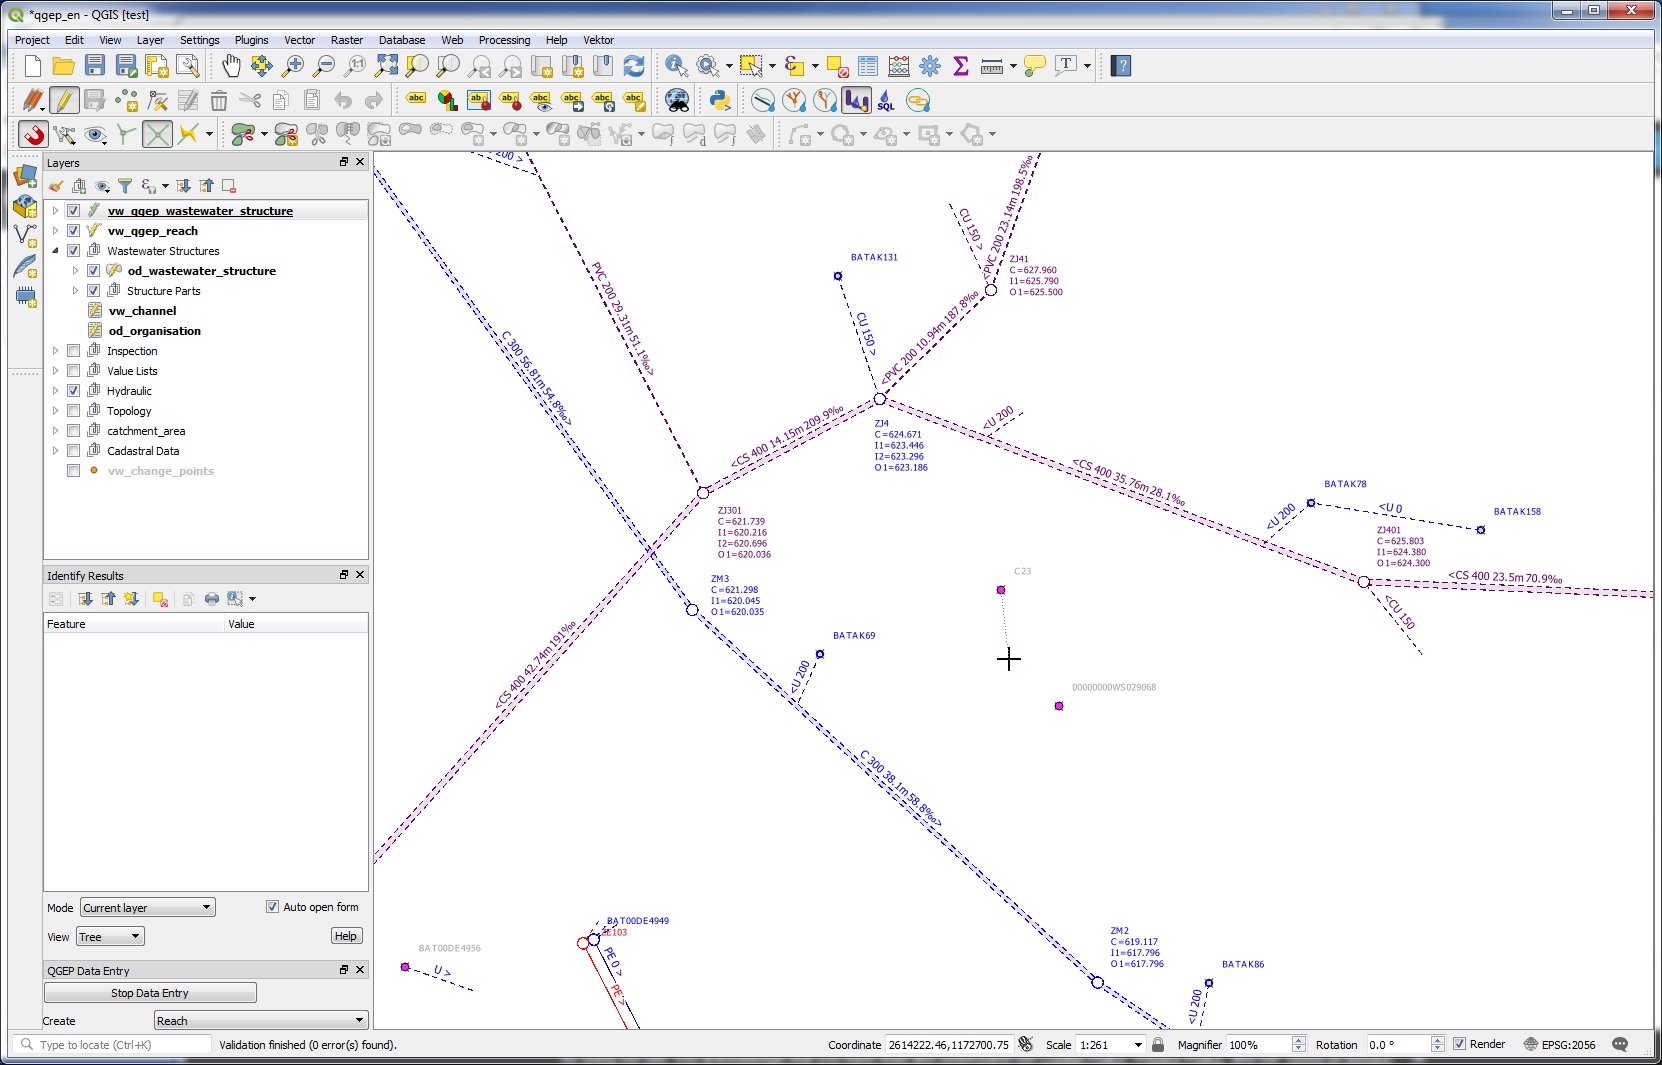 *qgep_en - QGIS [test]
Project Edit View Layer Settings Plugins Vector Raster Database Web Processing Help Vektor
abc
SQL
Layers
vw_qgep_wastewater_structure
vw_qgep_reach
Wastewater Structures
od_wastewater_structure
Structure Parts
vw_channel
od_organisation
Inspection
Value Lists
Hydraulic
Topology
catchment_area
Cadastral Data
vw_change_points
Identify Results
Feature Value
Mode Current layer Auto open form
View Tree Help
QGEP Data Entry
Stop Data Entry
Create Reach
200 >
PVC 200 29.31m 51.1‰>
C 300 56.81m 54.8‰>
BATAK131
CU 150 >
CU 150 >
<PVC 200 23.14m 198.5‰
ZJ41
C=627.960
I1=625.790
O1=625.500
<PVC 200 10.94m 187.8‰
<CS 400 14.15m 209.9‰
ZJ4
C=624.671
I1=623.446
I2=623.296
O1=623.186
<U 200
<CS 400 35.76m 28.1‰
BATAK78
<U 200
<U 0
BATAK158
ZJ401
C=625.803
I1=624.380
O1=624.300
<CS 400 23.5m 70.9‰
<CU 150
ZJ301
C=621.739
I1=620.216
I2=620.696
O1=620.036
ZM3
C=621.298
I1=620.045
O1=620.035
C23
<CS 400 42.74m 191‰
BATAK69
<U 200
00000000WS029068
C 300 38.1m 58.8‰>
BAT00DE4949
ZE103
PE 0 >
PE >
BAT00DE4956
U >
ZM2
C=619.117
I1=617.796
O1=617.796
BATAK86
<U 200
Type to locate (Ctrl+K) Validation finished (0 error(s) found). Coordinate 2614222.46,1172700.75 Scale 1:261 Magnifier 100% Rotation 0.0 ° Render EPSG:2056